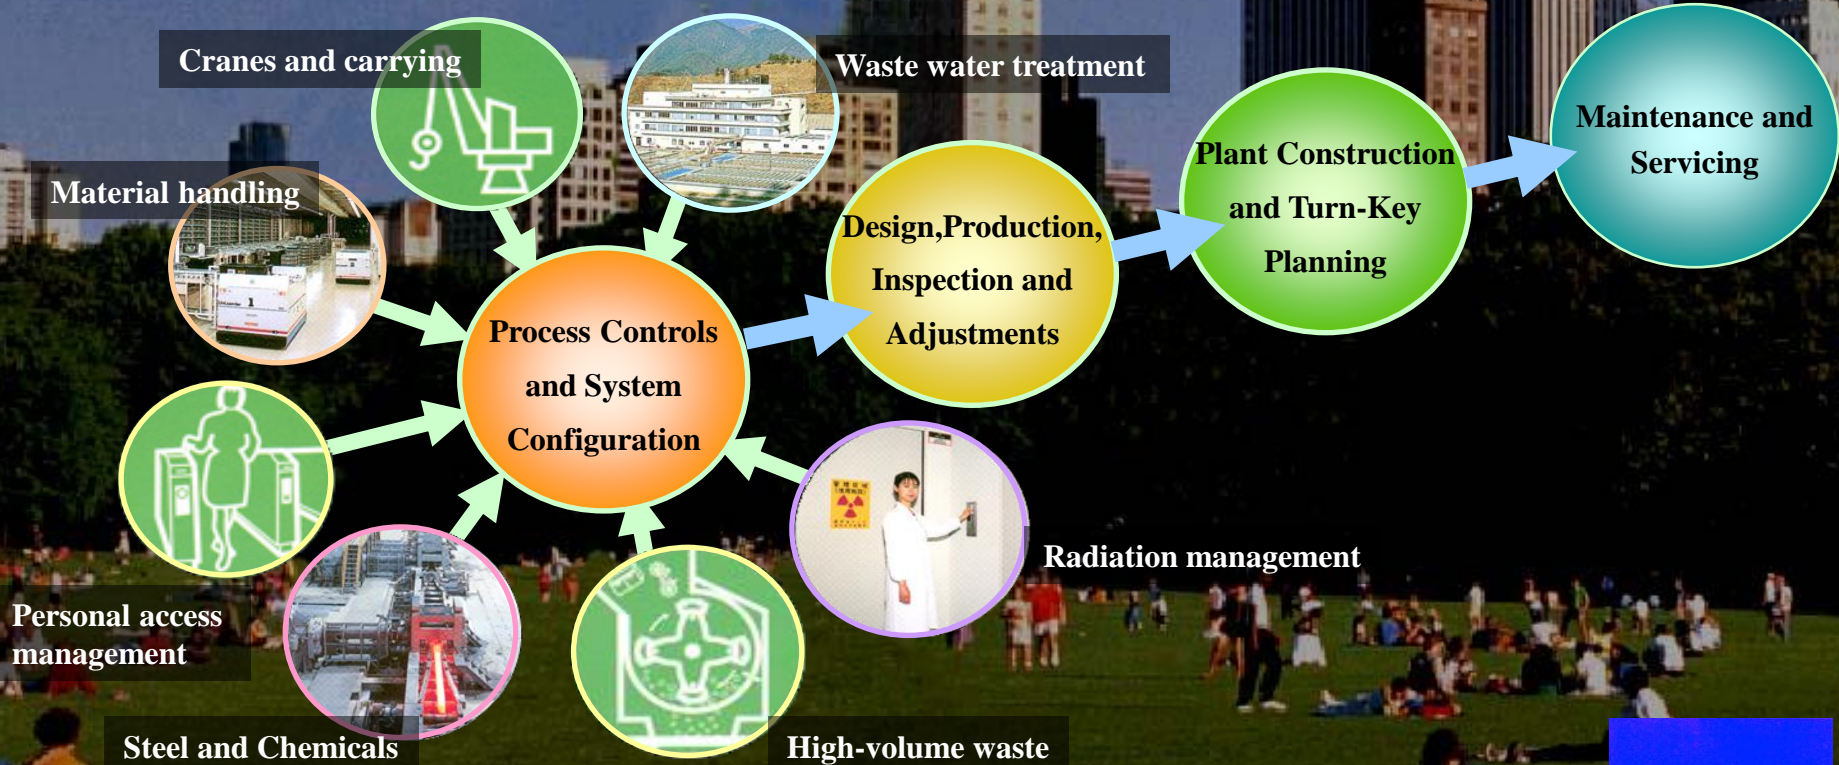 Cranes and carrying
Waste water treatment
Material handling
Maintenance and
Servicing
Plant Construction
and Turn-Key
Planning
Design,Production,
Inspection and
Adjustments
Process Controls
and System
Configuration
1
Radiation management
Personal access
management
Steel and Chemicals
High-volume waste